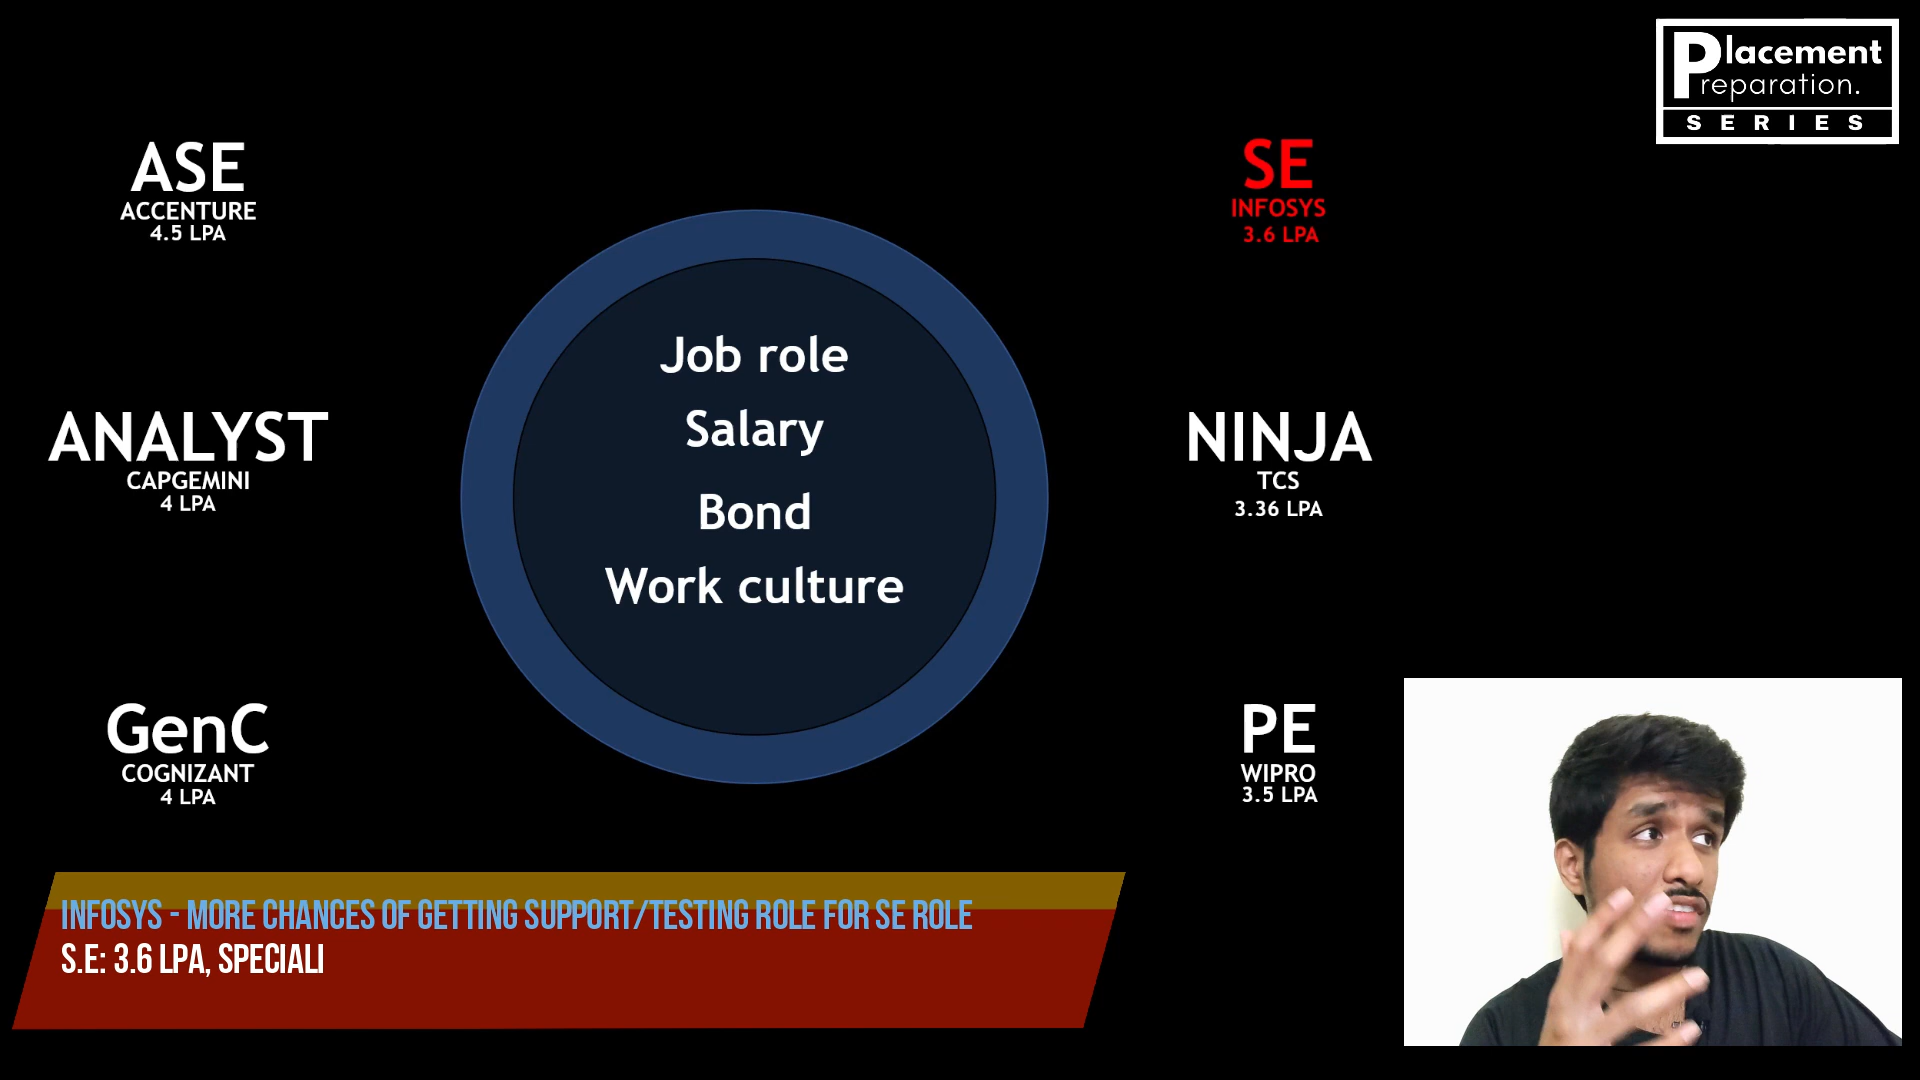 Placement
Preparation.
SERIES
ASE
ACCENTURE
4.5 LPA
SE
INFOSYS
3.6 LPA
Job role
Salary
Bond
Work culture
ANALYST
CAPGEMINI
4 LPA
NINJA
TCS
3.36 LPA
GenC
COGNIZANT
4 LPA
PE
WIPRO
3.5 LPA
INFOSYS - MORE CHANCES OF GETTING SUPPORT/TESTING ROLE FOR SE ROLE
S.E: 3.6 LPA, SPECIALI